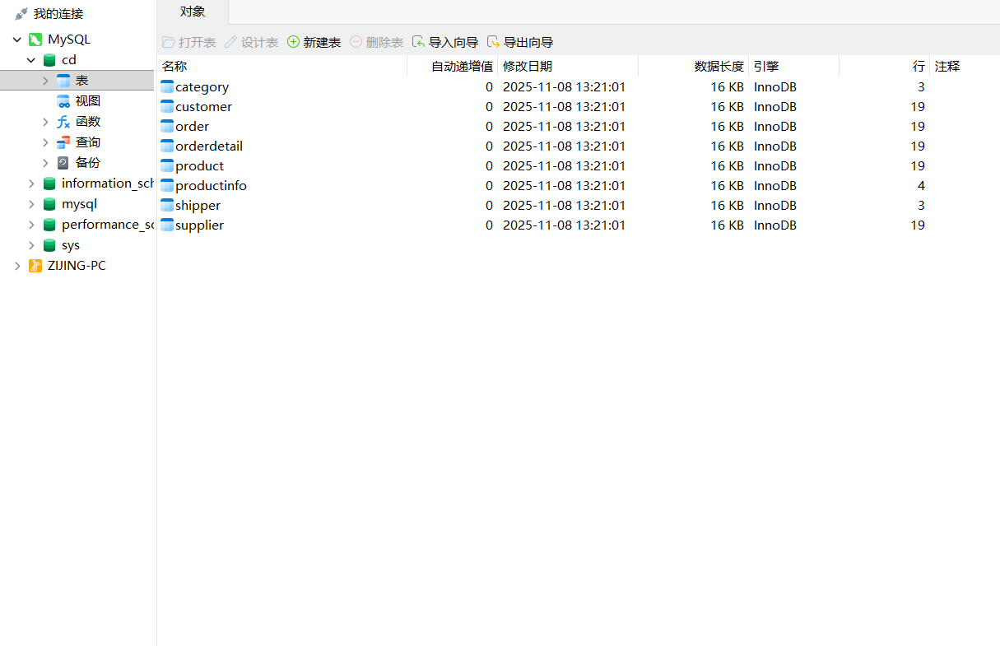 我的连接
MySQL
cd
表
视图
函数
查询
备份
information_sch
mysql
performance_sc
sys
ZIJING-PC
对象
打开表 设计表 新建表 删除表 导入向导 导出向导
名称 自动递增值 修改日期 数据长度 引擎 行 注释
category 0 2025-11-08 13:21:01 16 KB InnoDB 3
customer 0 2025-11-08 13:21:01 16 KB InnoDB 19
order 0 2025-11-08 13:21:01 16 KB InnoDB 19
orderdetail 0 2025-11-08 13:21:01 16 KB InnoDB 19
product 0 2025-11-08 13:21:01 16 KB InnoDB 19
productinfo 0 2025-11-08 13:21:01 16 KB InnoDB 4
shipper 0 2025-11-08 13:21:01 16 KB InnoDB 3
supplier 0 2025-11-08 13:21:01 16 KB InnoDB 19